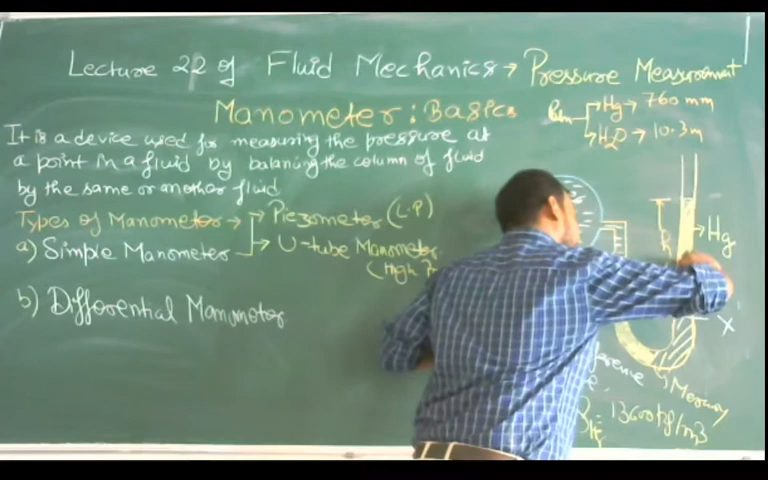 Lecture 22 of Fluid Mechanics → Pressure Measurement
Manometer: Basics
Hg → 760 mm
H2O → 10.3m
It is a device used for measuring the pressure at
a point in a fluid by balancing the column of fluid
by the same or another fluid
Types of Manometer → → Piezometer (L.P)
a) Simple Manometer → U-tube Manometer
(High P
b) Differential Manometer
h
→ Hg
X
Mercury
= 13600 kg/m3